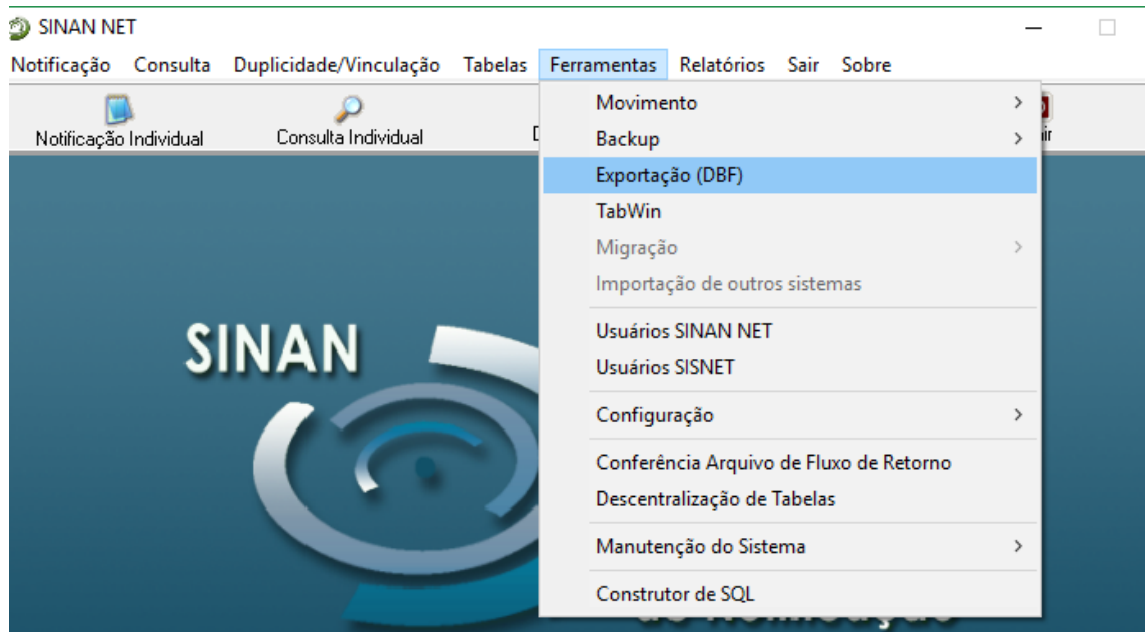 SINAN NET
Notificação Consulta Duplicidade/Vinculação Tabelas Ferramentas Relatórios Sair Sobre
Notificação Individual Consulta Individual
Movimento
Backup
Exportação (DBF)
TabWin
Migração
Importação de outros sistemas
Usuários SINAN NET
Usuários SISNET
Configuração
Conferência Arquivo de Fluxo de Retorno
Descentralização de Tabelas
Manutenção do Sistema
Construtor de SQL
SINAN